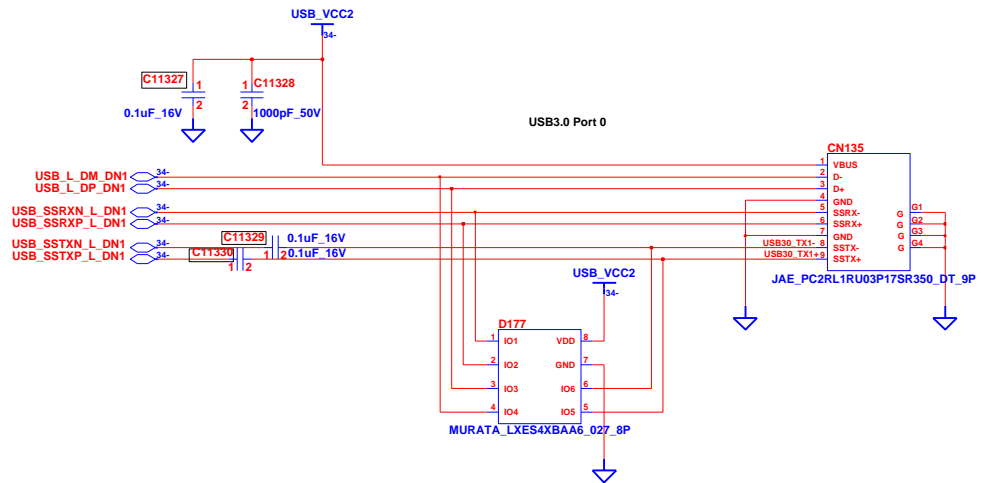 USB_VCC2
34-
C11327
1
2
0.1uF_16V
1
C11328
2
1000pF_50V
USB3.0 Port 0
CN135
USB_L_DM_DN1 34-
USB_L_DP_DN1 34-
USB_SSRXN_L_DN1 34-
USB_SSRXP_L_DN1 34-
USB_SSTXN_L_DN1 34-
USB_SSTXP_L_DN1 34-
C11329
0.1uF_16V
1 2
C11330
0.1uF_16V
1 2
1 VBUS
2 D-
3 D+
4 GND
5 SSRX-
6 SSRX+
7 GND
USB30_TX1- 8 SSTX-
USB30_TX1+ 9 SSTX+
G G1
G G2
G G3
G G4
JAE_PC2RL1RU03P17SR350_DT_9P
USB_VCC2
34-
D177
1 IO1 VDD 8
2 IO2 GND 7
3 IO3 IO6 6
4 IO4 IO5 5
MURATA_LXES4XBAA6_027_8P